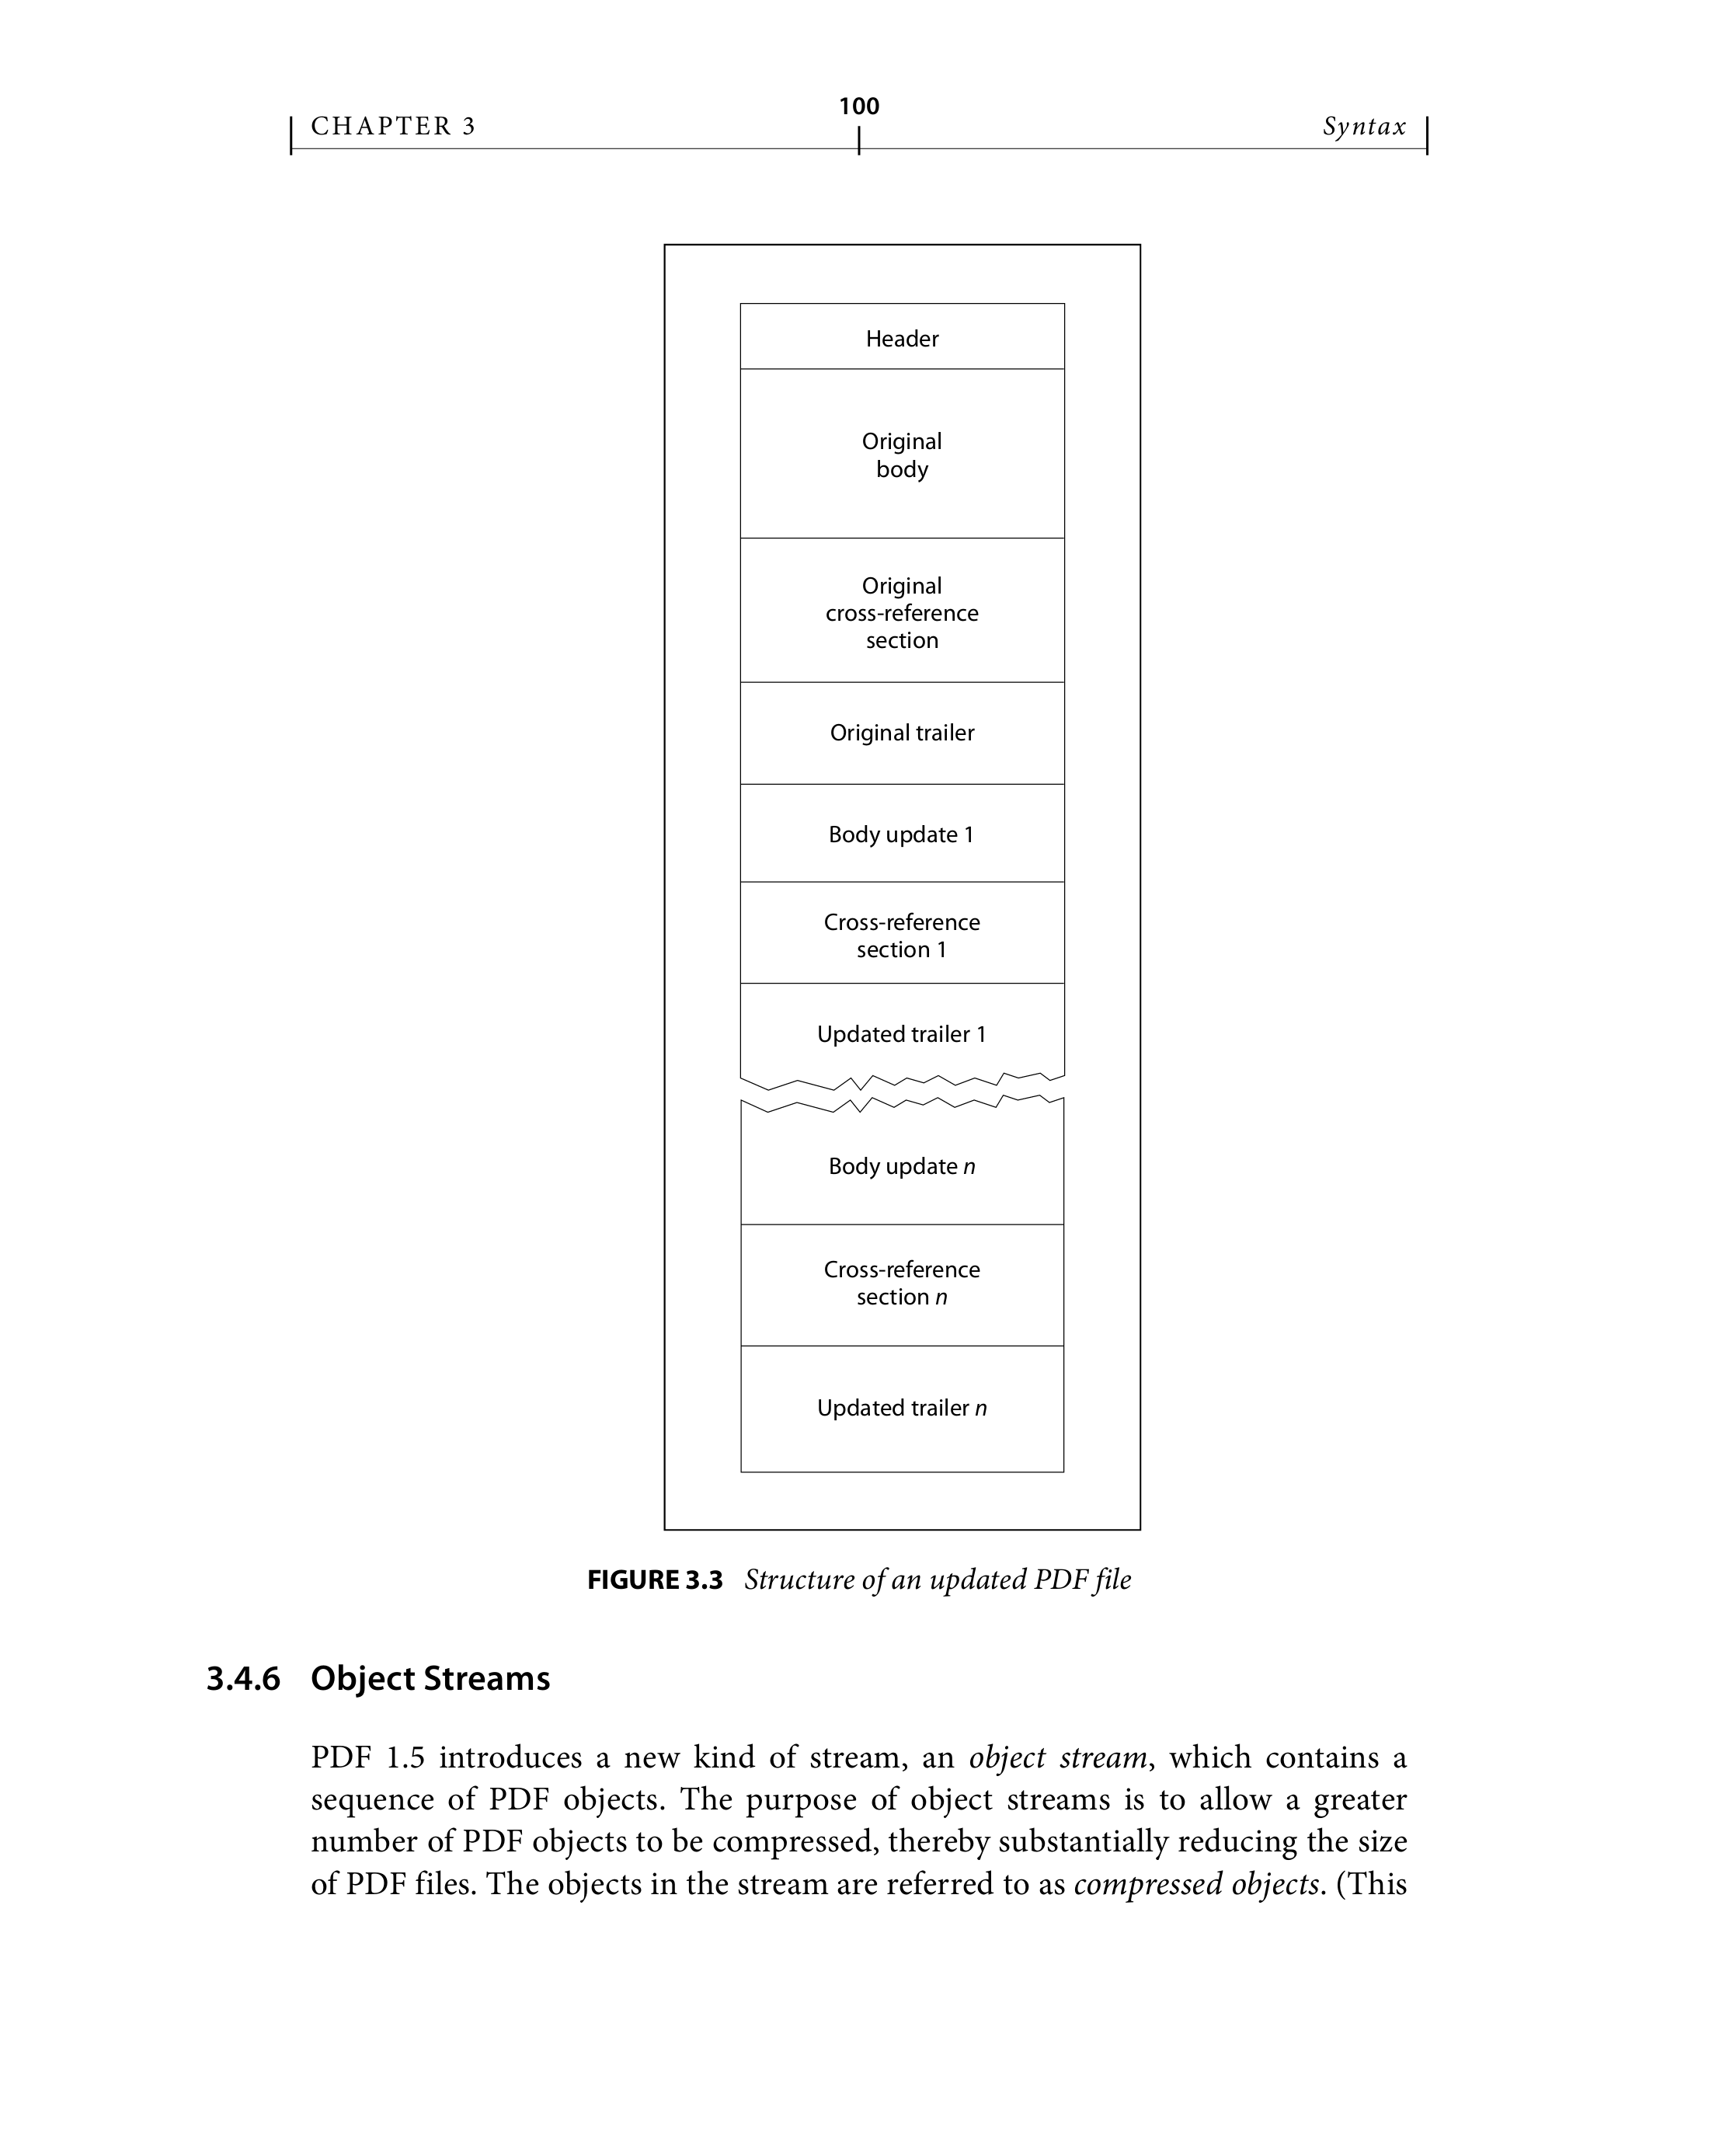 CHAPTER 3
100
Syntax
Header
Original
body
Original
cross-reference
section
Original trailer
Body update 1
Cross-reference
section 1
Updated trailer 1
Body update n
Cross-reference
section n
Updated trailer n
FIGURE 3.3 Structure of an updated PDF file
3.4.6 Object Streams
PDF 1.5 introduces a new kind of stream, an object stream, which contains a
sequence of PDF objects. The purpose of object streams is to allow a greater
number of PDF objects to be compressed, thereby substantially reducing the size
of PDF files. The objects in the stream are referred to as compressed objects. (This